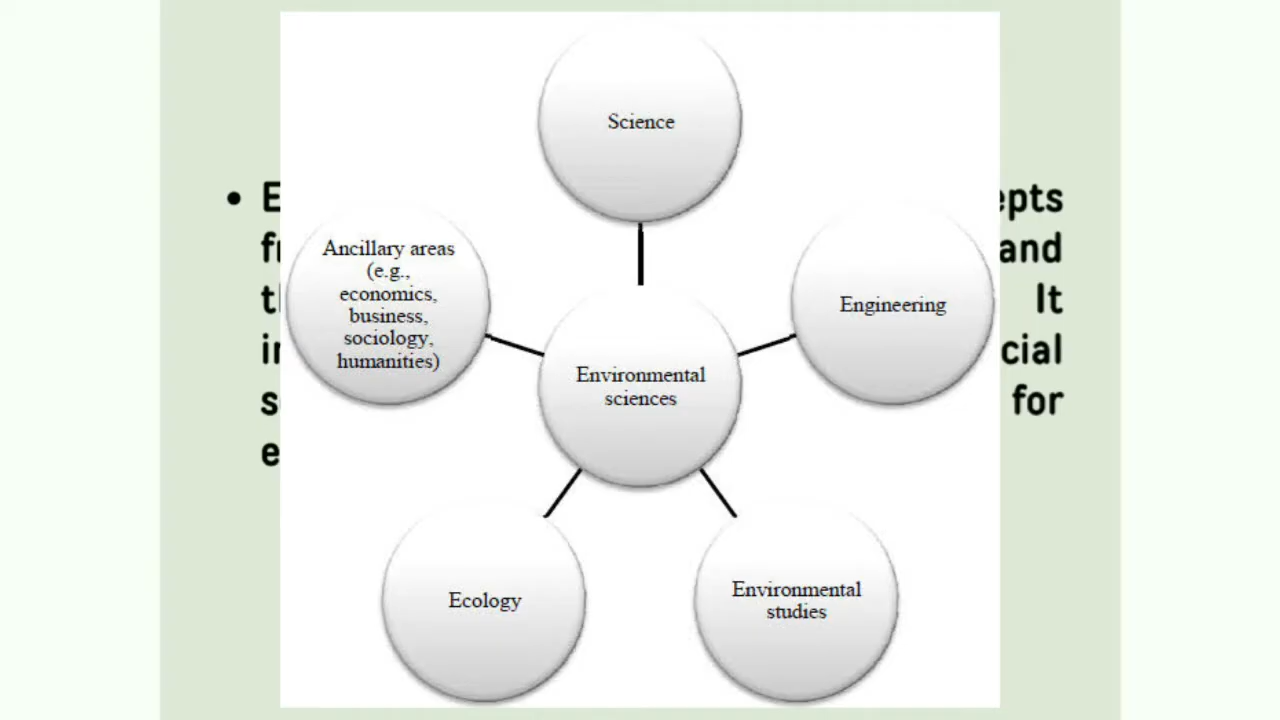 Science
epts
and
It
cial
for
Ancillary areas
(e.g.,
economics,
business,
sociology,
humanities)
Engineering
Environmental
sciences
Ecology
Environmental
studies